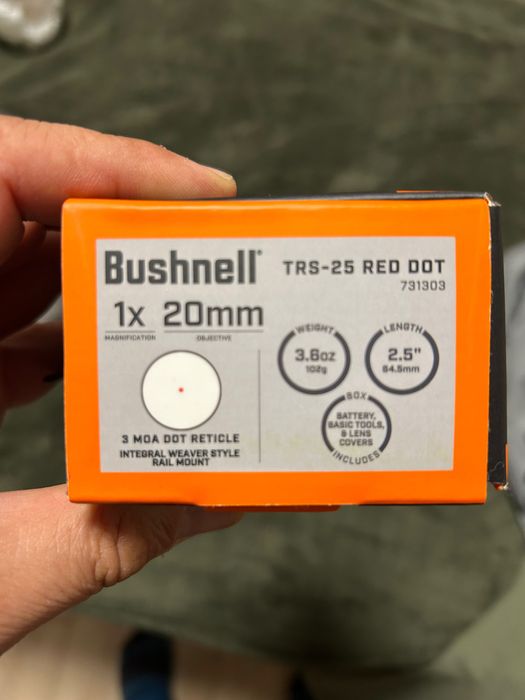 Bushnell®
TRS-25 RED DOT
731303
1x 20mm
MAGNIFICATION OBJECTIVE
3 MOA DOT RETICLE
INTEGRAL WEAVER STYLE
RAIL MOUNT
WEIGHT
3.6oz
102g
LENGTH
2.5"
64.5mm
BOX
BATTERY,
BASIC TOOLS,
& LENS
COVERS
INCLUDES